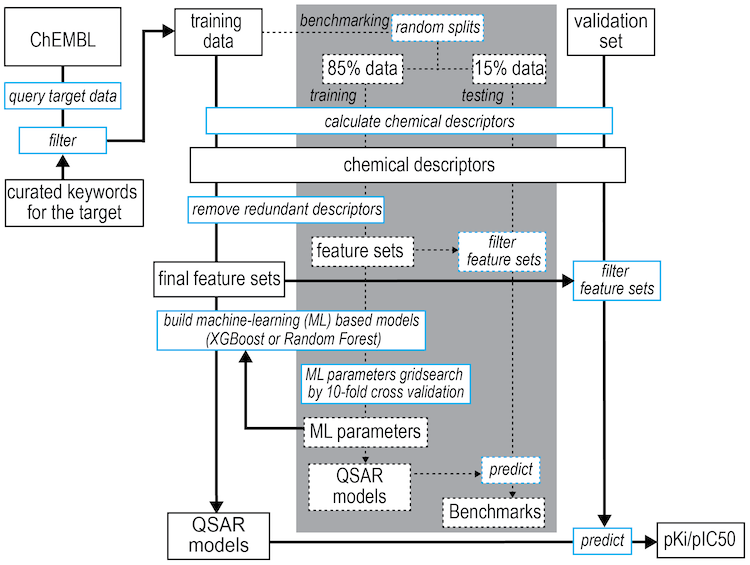 ChEMBL
query target data
filter
curated keywords
for the target
training
data
benchmarking
random splits
85% data
15% data
training
testing
validation
set
calculate chemical descriptors
chemical descriptors
remove redundant descriptors
feature sets
filter
feature sets
final feature sets
filter
feature sets
build machine-learning (ML) based models
(XGBoost or Random Forest)
ML parameters gridsearch
by 10-fold cross validation
ML parameters
QSAR
models
predict
Benchmarks
QSAR
models
predict
pKi/pIC50